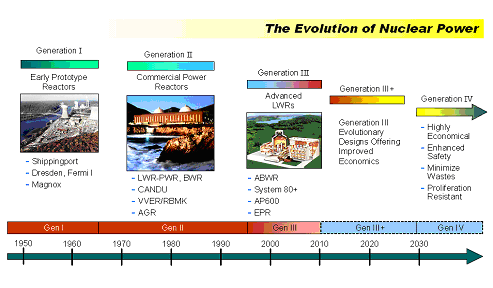 The Evolution of Nuclear Power
Generation I
Early Prototype
Reactors
- Shippingport
- Dresden, Fermi I
- Magnox
Generation II
Commercial Power
Reactors
- LWR-PWR, BWR
- CANDU
- VVER/RBMK
- AGR
Generation III
Advanced
LWRs
- ABWR
- System 80+
- AP600
- EPR
Generation III+
Generation III
Evolutionary
Designs Offering
Improved
Economics
Generation IV
- Highly
Economical
- Enhanced
Safety
- Minimize
Wastes
- Proliferation
Resistant
Gen I Gen II Gen III Gen III+ Gen IV
1950 1960 1970 1980 1990 2000 2010 2020 2030